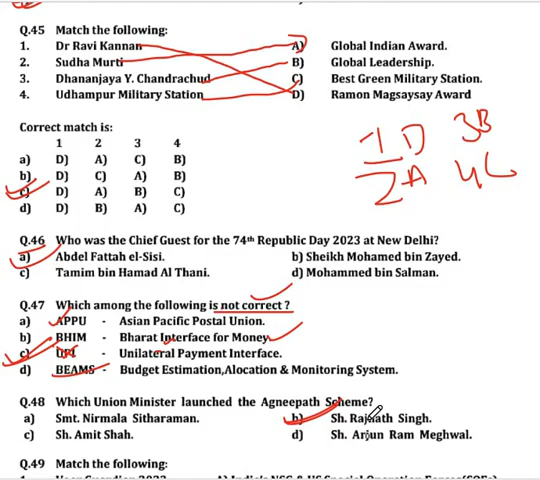 Q.45 Match the following:
1. Dr Ravi Kannan A) Global Indian Award.
2. Sudha Murti B) Global Leadership.
3. Dhananjaya Y. Chandrachud C) Best Green Military Station.
4. Udhampur Military Station D) Ramon Magsaysay Award
1 D 3B
2 A 4C
Correct match is:
1 2 3 4
a) D) A) C) B)
b) D) C) A) B)
c) D) A) B) C)
d) D) B) A) C)
Q.46 Who was the Chief Guest for the 74th Republic Day 2023 at New Delhi?
a) Abdel Fattah el-Sisi. b) Sheikh Mohamed bin Zayed.
c) Tamim bin Hamad Al Thani. d) Mohammed bin Salman.
Q.47 Which among the following is not correct ?
a) APPU - Asian Pacific Postal Union.
b) BHIM - Bharat Interface for Money
c) UPI - Unilateral Payment Interface.
d) BEAMS - Budget Estimation,Alocation & Monitoring System.
Q.48 Which Union Minister launched the Agneepath Scheme?
a) Smt. Nirmala Sitharaman. b) Sh. Rajnath Singh.
c) Sh. Amit Shah. d) Sh. Arjun Ram Meghwal.
Q.49 Match the following: